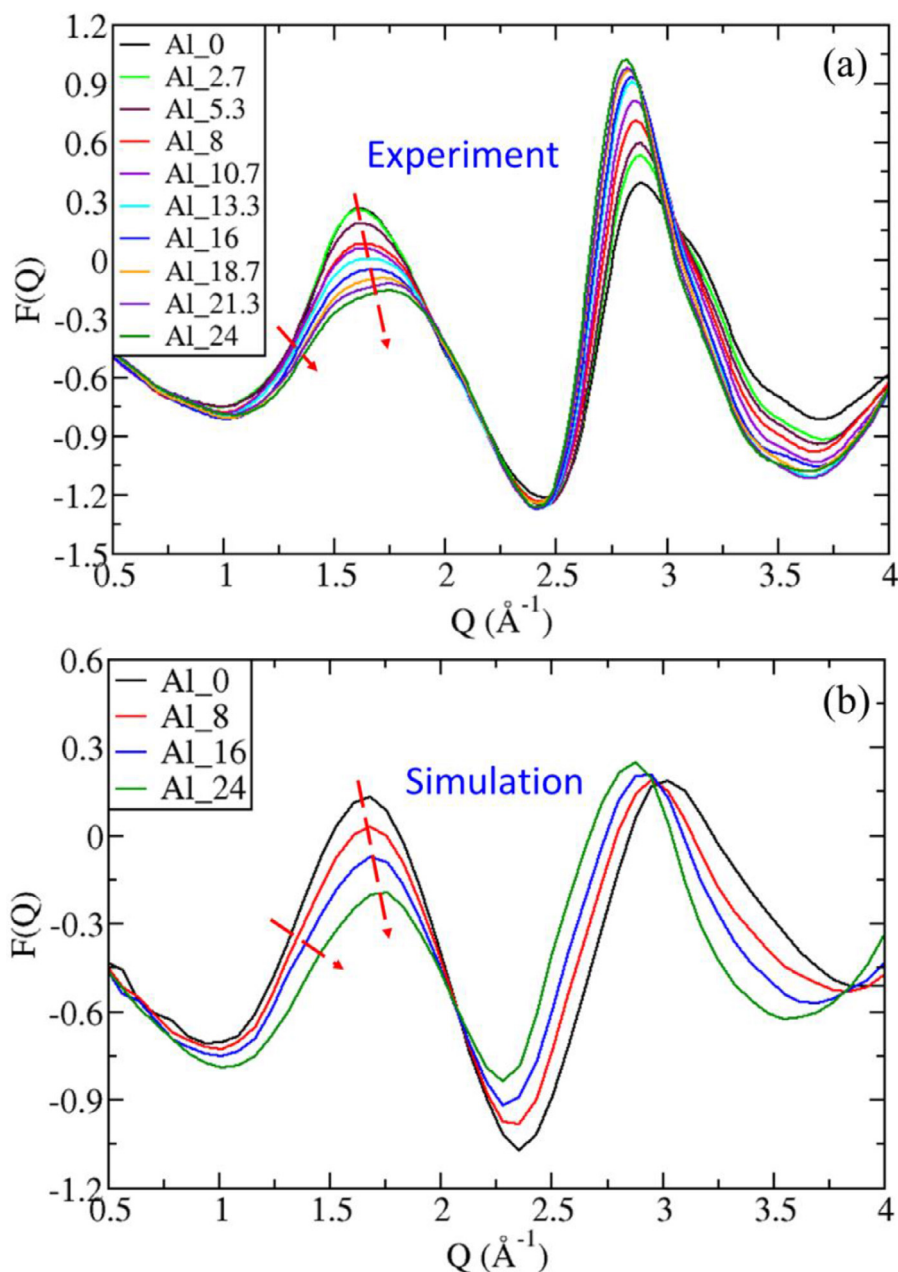 1.2
0.9
0.6
0.3
0
-0.3
-0.6
-0.9
-1.2
-1.5
F(Q)
Al_0
Al_2.7
Al_5.3
Al_8
Al_10.7
Al_13.3
Al_16
Al_18.7
Al_21.3
Al_24
Experiment
(a)
0.5 1 1.5 2 2.5 3 3.5 4
Q (Å⁻¹)
0.6
0.3
0
-0.3
-0.6
-0.9
-1.2
F(Q)
Al_0
Al_8
Al_16
Al_24
Simulation
(b)
0.5 1 1.5 2 2.5 3 3.5 4
Q (Å⁻¹)